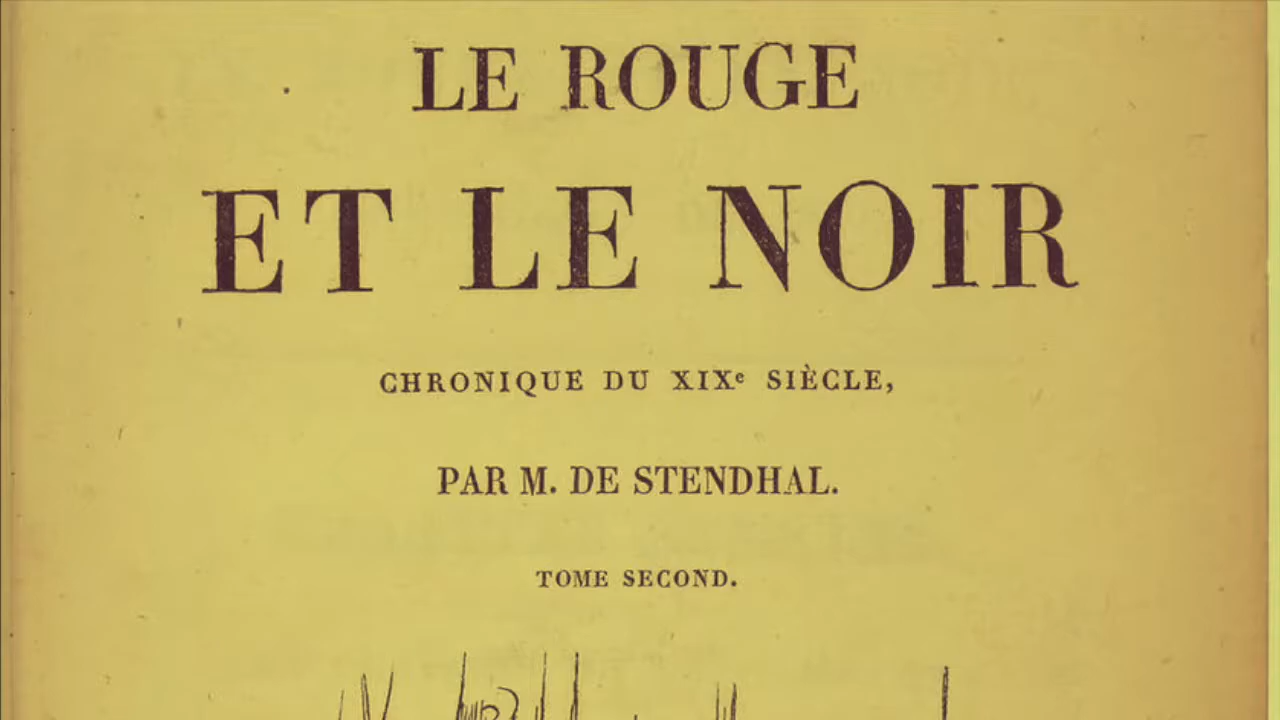 LE ROUGE
ET LE NOIR
CHRONIQUE DU XIXe SIÈCLE,
PAR M. DE STENDHAL.
TOME SECOND.